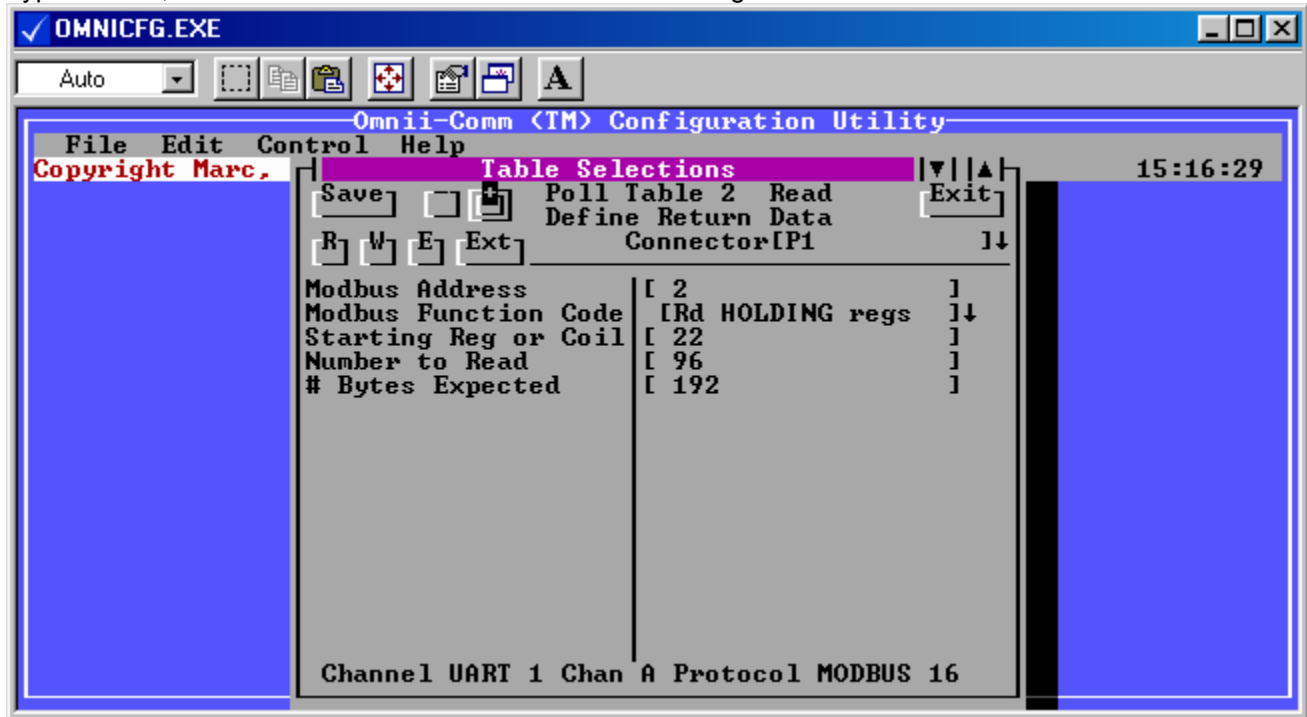 OMNICFG.EXE
Auto
A
Omnii-Comm (TM) Configuration Utility
File Edit Control Help
Copyright Marc, Table Selections |▼||▲| 15:16:29
Save - + Poll Table 2 Read Exit
Define Return Data
R W E Ext Connector[P1 ]↓
Modbus Address [ 2 ]
Modbus Function Code [Rd HOLDING regs ]↓
Starting Reg or Coil [ 22 ]
Number to Read [ 96 ]
# Bytes Expected [ 192 ]
Channel UART 1 Chan A Protocol MODBUS 16